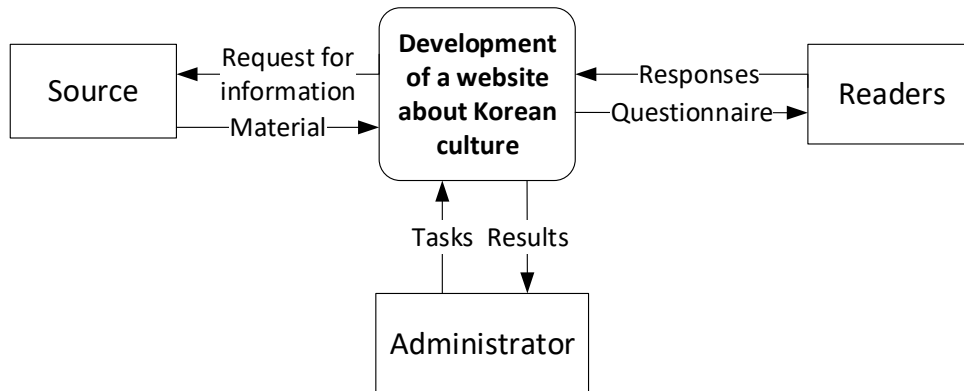 Source
Request for
information
Material
Development
of a website
about Korean
culture
Responses
Questionnaire
Readers
Tasks
Results
Administrator